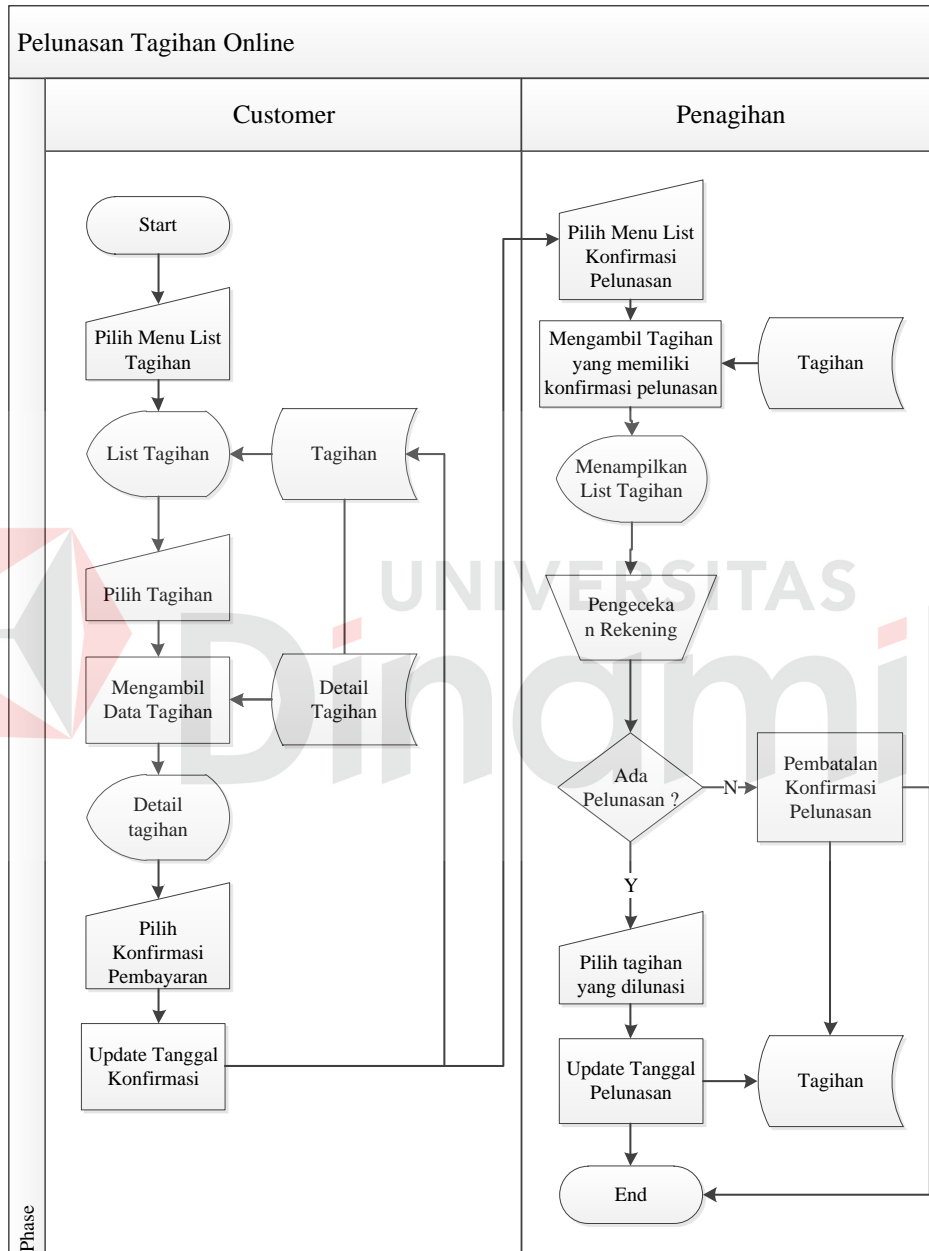 Pelunasan Tagihan Online
Customer
Penagihan
Start
Pilih Menu List
Tagihan
List Tagihan
Tagihan
Pilih Tagihan
Mengambil
Data Tagihan
Detail
Tagihan
Detail
tagihan
Pilih
Konfirmasi
Pembayaran
Update Tanggal
Konfirmasi
Pilih Menu List
Konfirmasi
Pelunasan
Mengambil Tagihan
yang memiliki
konfirmasi pelunasan
Tagihan
Menampilkan
List Tagihan
Pengeceka
n Rekening
Ada
Pelunasan ?
N
Pembatalan
Konfirmasi
Pelunasan
Y
Pilih tagihan
yang dilunasi
Update Tanggal
Pelunasan
Tagihan
End
Phase
UNIVERSITAS
Dinami